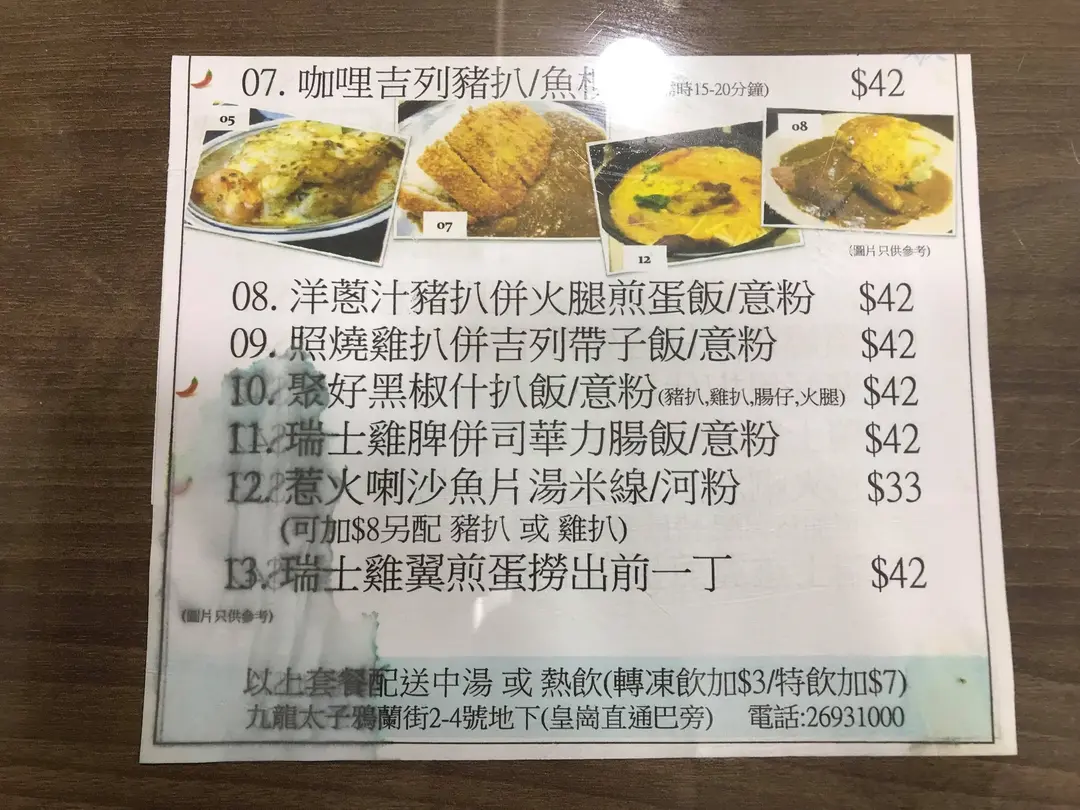 07. 咖哩吉列豬扒/魚 時15-20分鐘) $42
05
07
12
08
(圖片只供參考)
08. 洋蔥汁豬扒併火腿煎蛋飯/意粉 $42
09. 照燒雞扒併吉列帶子飯/意粉 $42
10. 聚好黑椒什扒飯/意粉(豬扒,雞扒,腸仔,火腿) $42
11. 瑞士雞脾併司華力腸飯/意粉 $42
12. 惹火喇沙魚片湯米線/河粉 $33
(可加$8另配 豬扒 或 雞扒)
13. 瑞士雞翼煎蛋撈出前一丁 $42
(圖片只供參考)
以上套餐配送中湯 或 熱飲(轉凍飲加$3/特飲加$7)
九龍太子鴉蘭街2-4號地下(皇崗直通巴旁) 電話:26931000